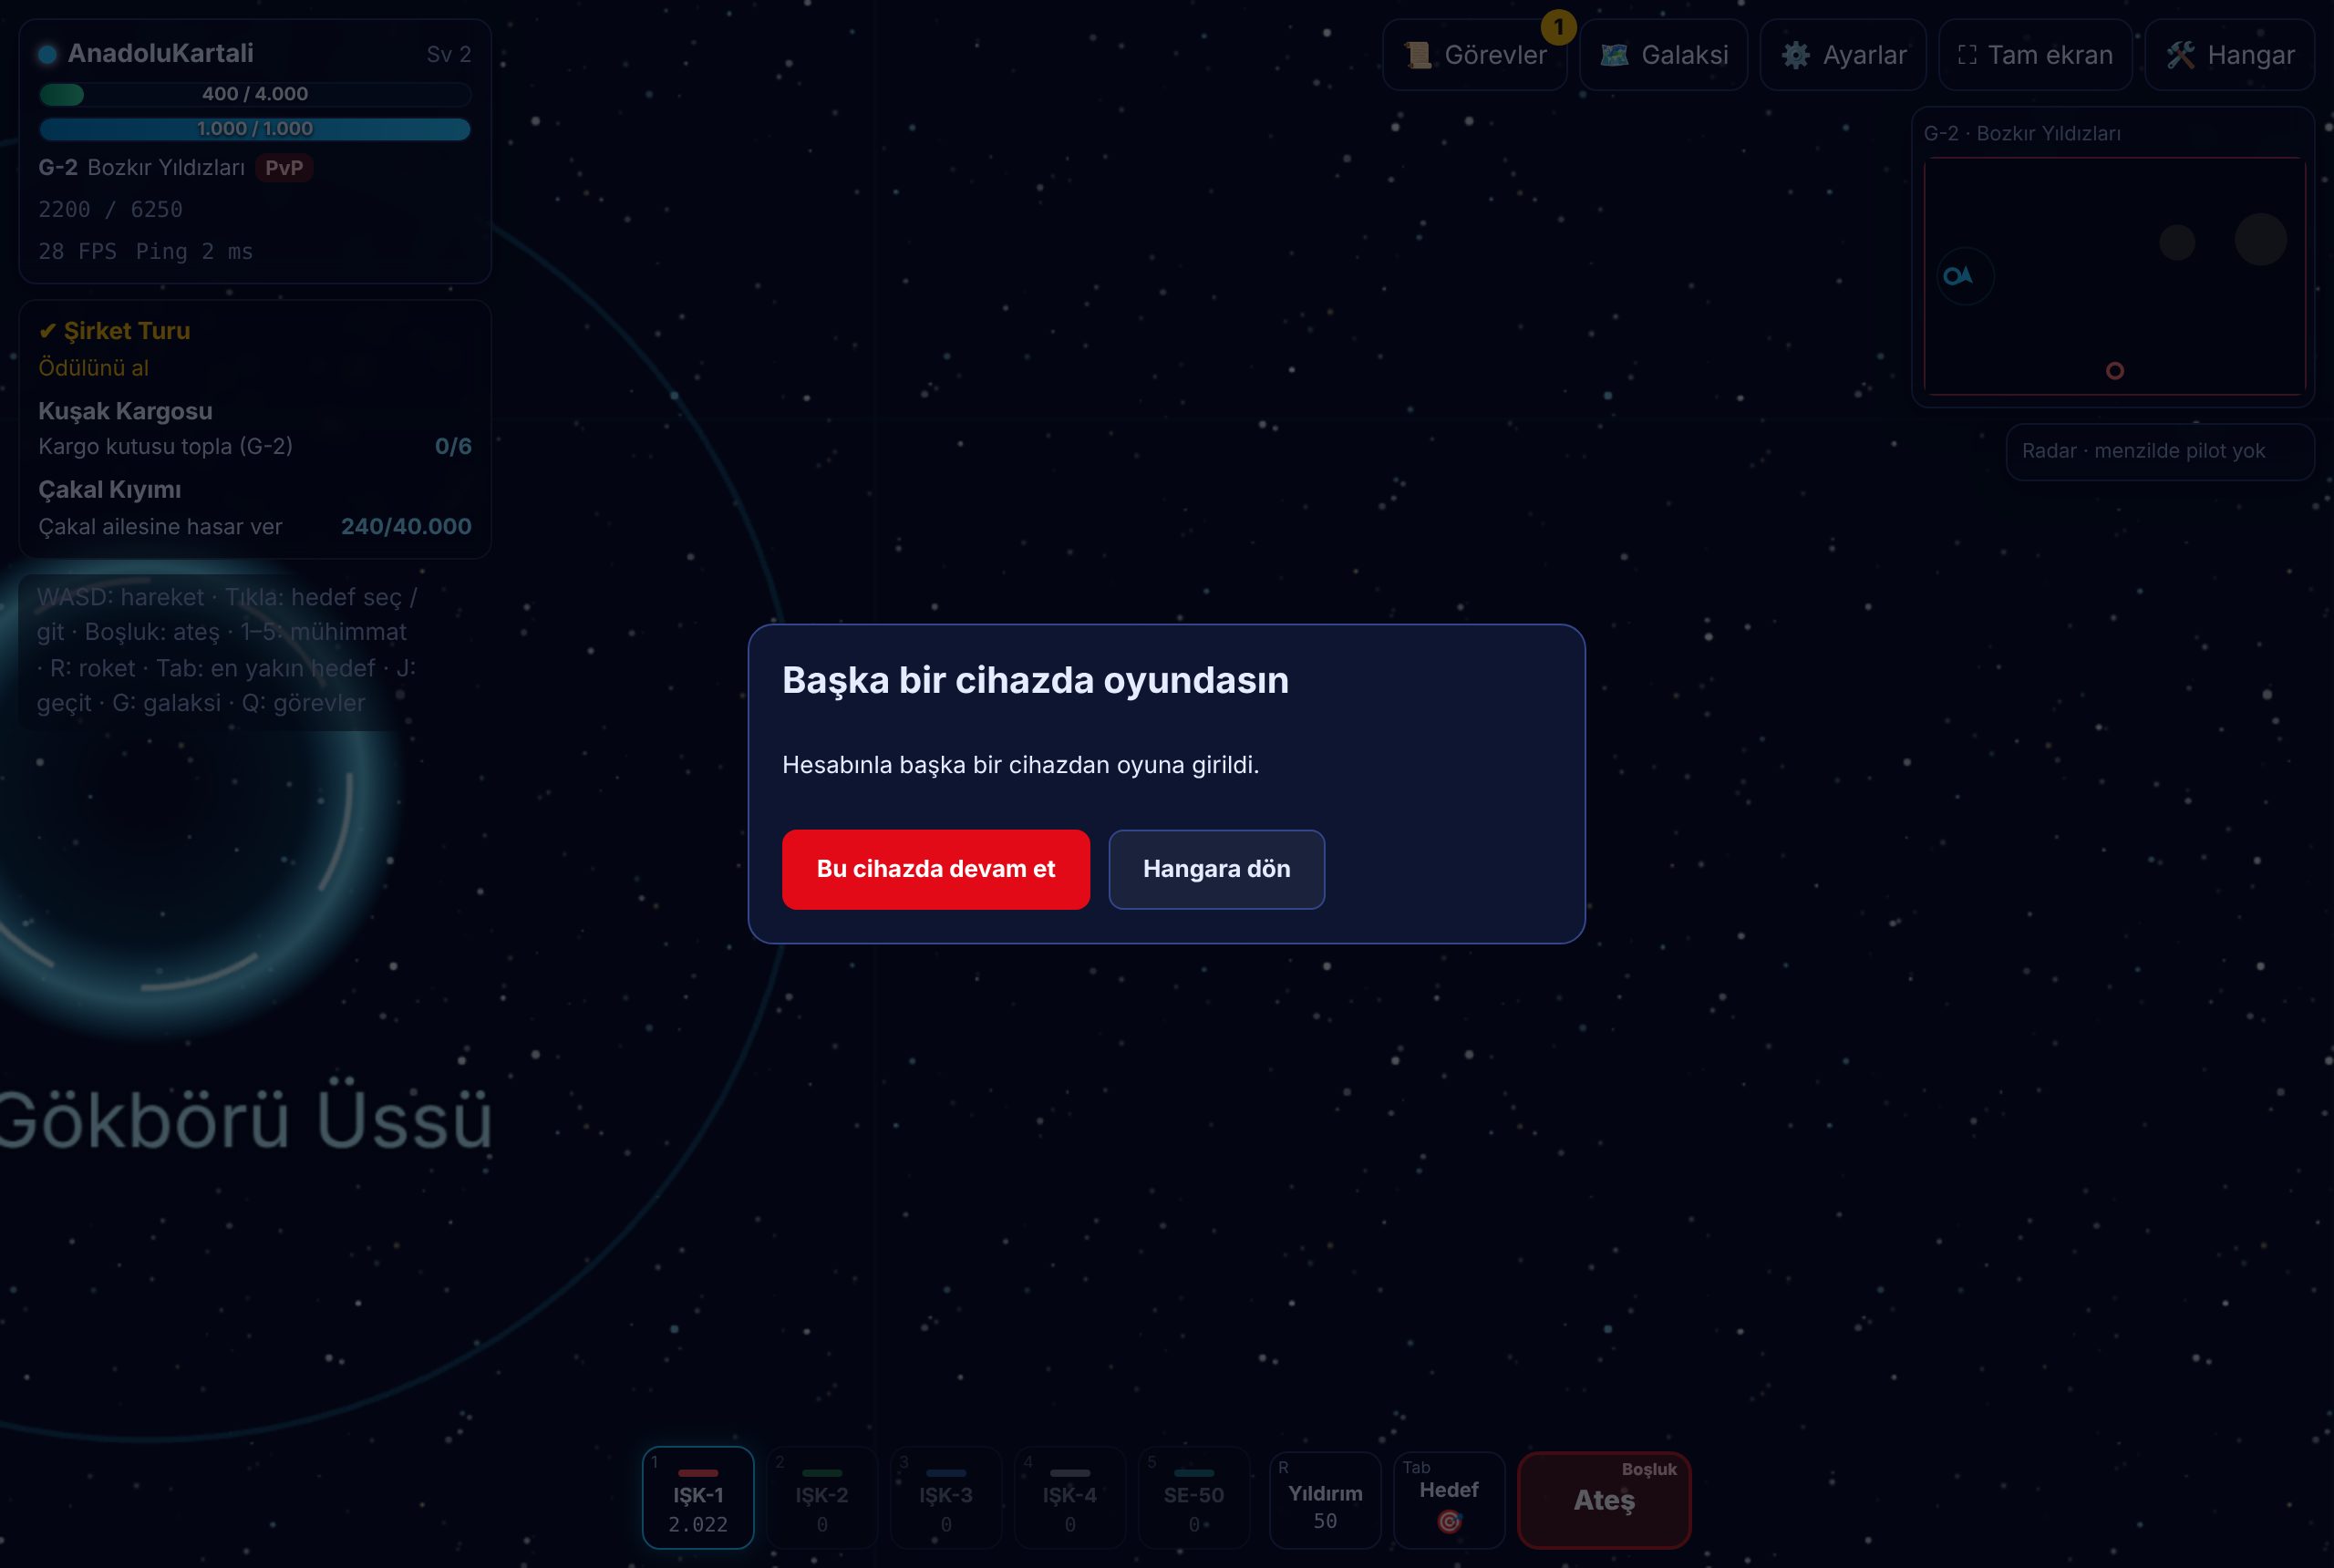 AnadoluKartali Sv 2
400 / 4.000
1.000 / 1.000
G-2 Bozkır Yıldızları PvP
2200 / 6250
28 FPS Ping 2 ms
✔ Şirket Turu
Ödülünü al
Kuşak Kargosu
Kargo kutusu topla (G-2) 0/6
Çakal Kıyımı
Çakal ailesine hasar ver 240/40.000
WASD: hareket · Tıkla: hedef seç /
git · Boşluk: ateş · 1–5: mühimmat
· R: roket · Tab: en yakın hedef · J:
geçit · G: galaksi · Q: görevler
Görevler 1
Galaksi
Ayarlar
Tam ekran
Hangar
G-2 · Bozkır Yıldızları
Radar · menzilde pilot yok
Başka bir cihazda oyundasın
Hesabınla başka bir cihazdan oyuna girildi.
Bu cihazda devam et
Hangara dön
Gökbörü Üssü
1
IŞK-1
2.022
2
IŞK-2
0
3
IŞK-3
0
4
IŞK-4
0
5
SE-50
0
R
Yıldırım
50
Tab
Hedef
Boşluk
Ateş